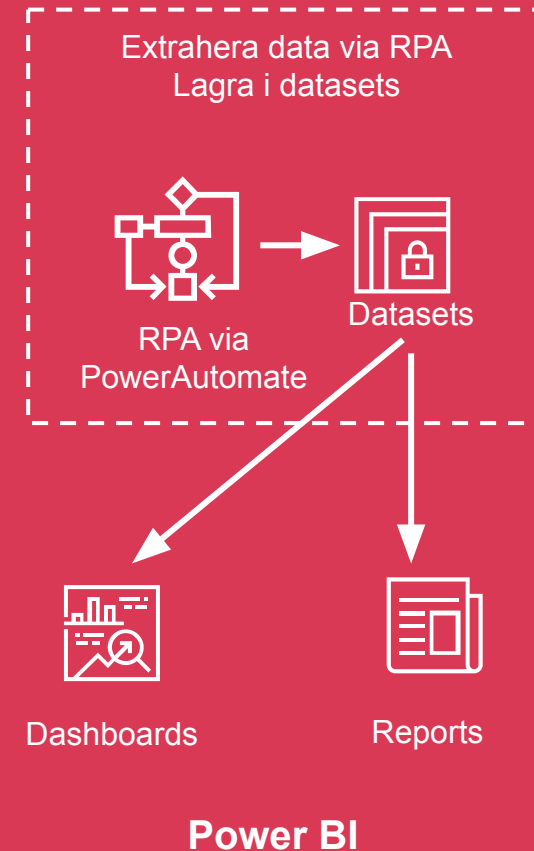 Extrahera data via RPA
Lagra i datasets
Datasets
RPA via
PowerAutomate
Dashboards
Reports
Power BI